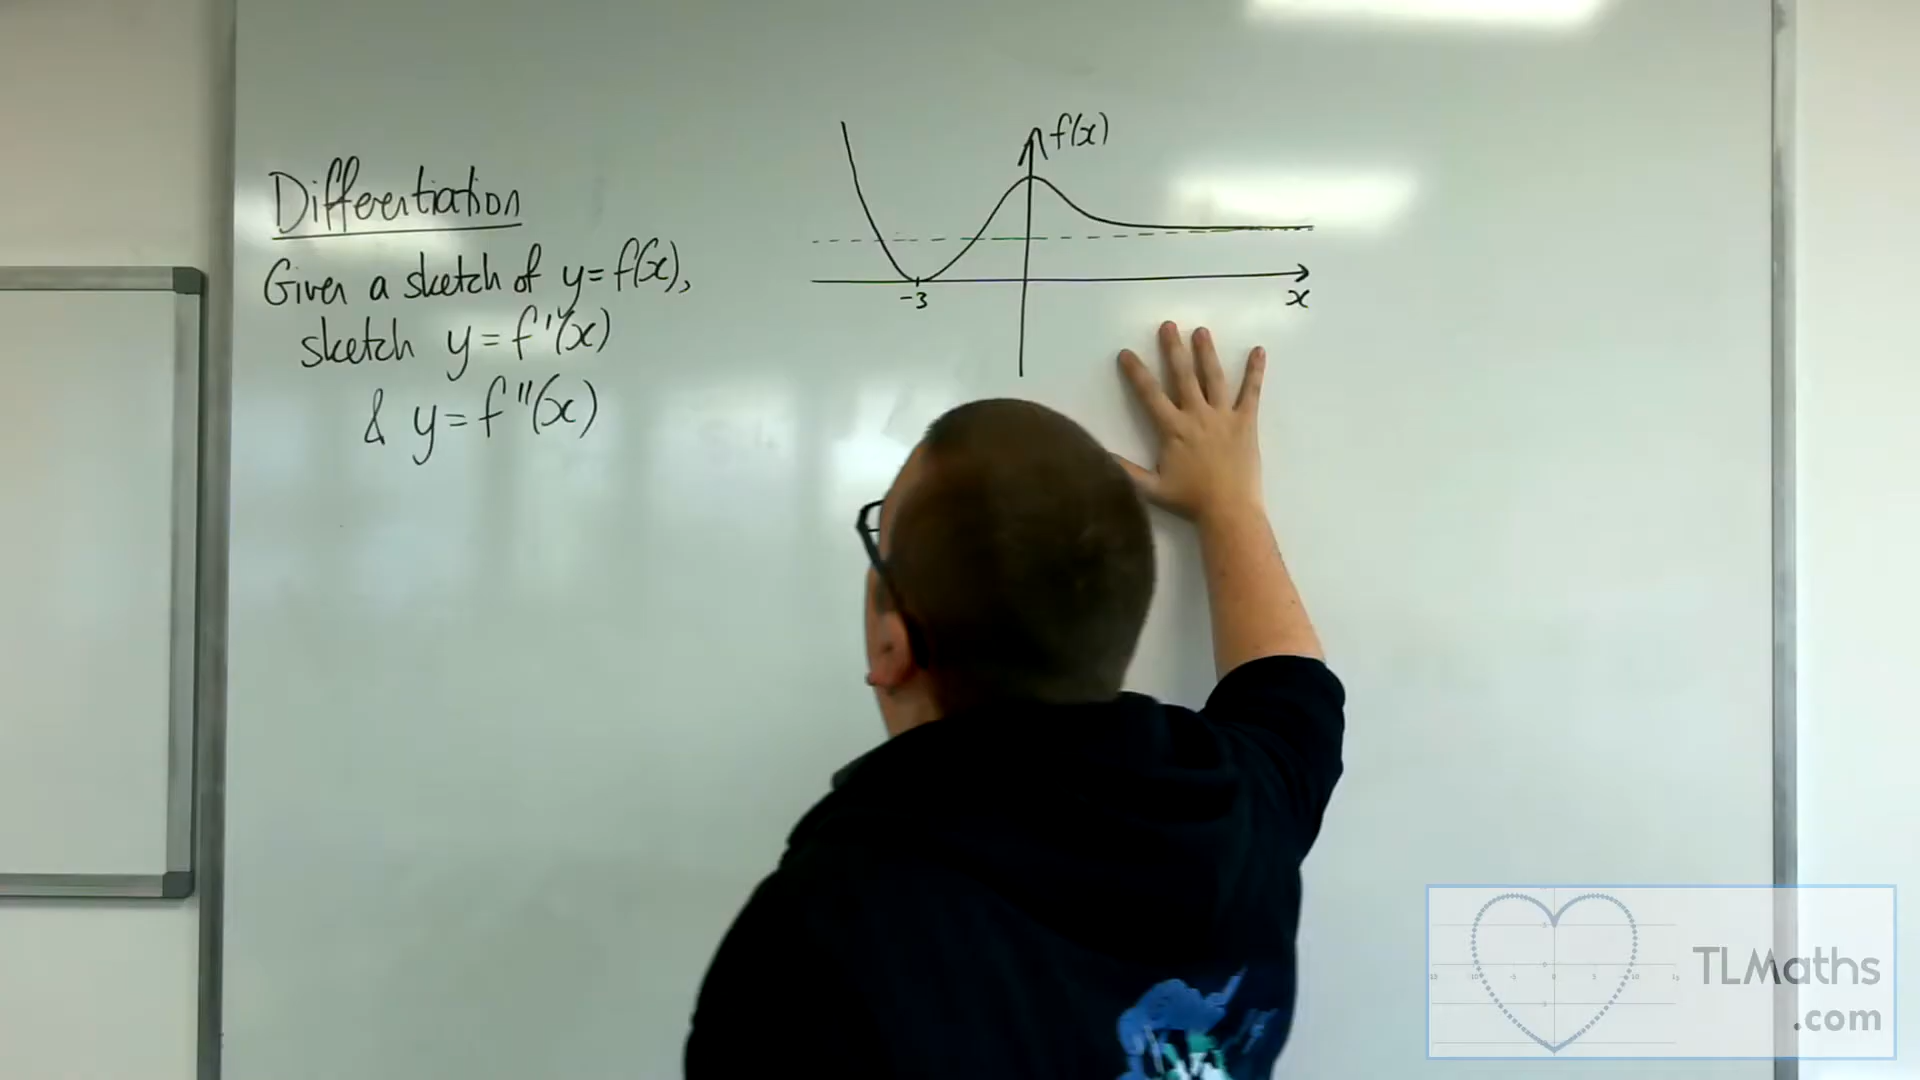 Differentiation
Given a sketch of y=f(x),
sketch y=f'(x)
& y=f''(x)
f(x)
-3
x
TLMaths
.com